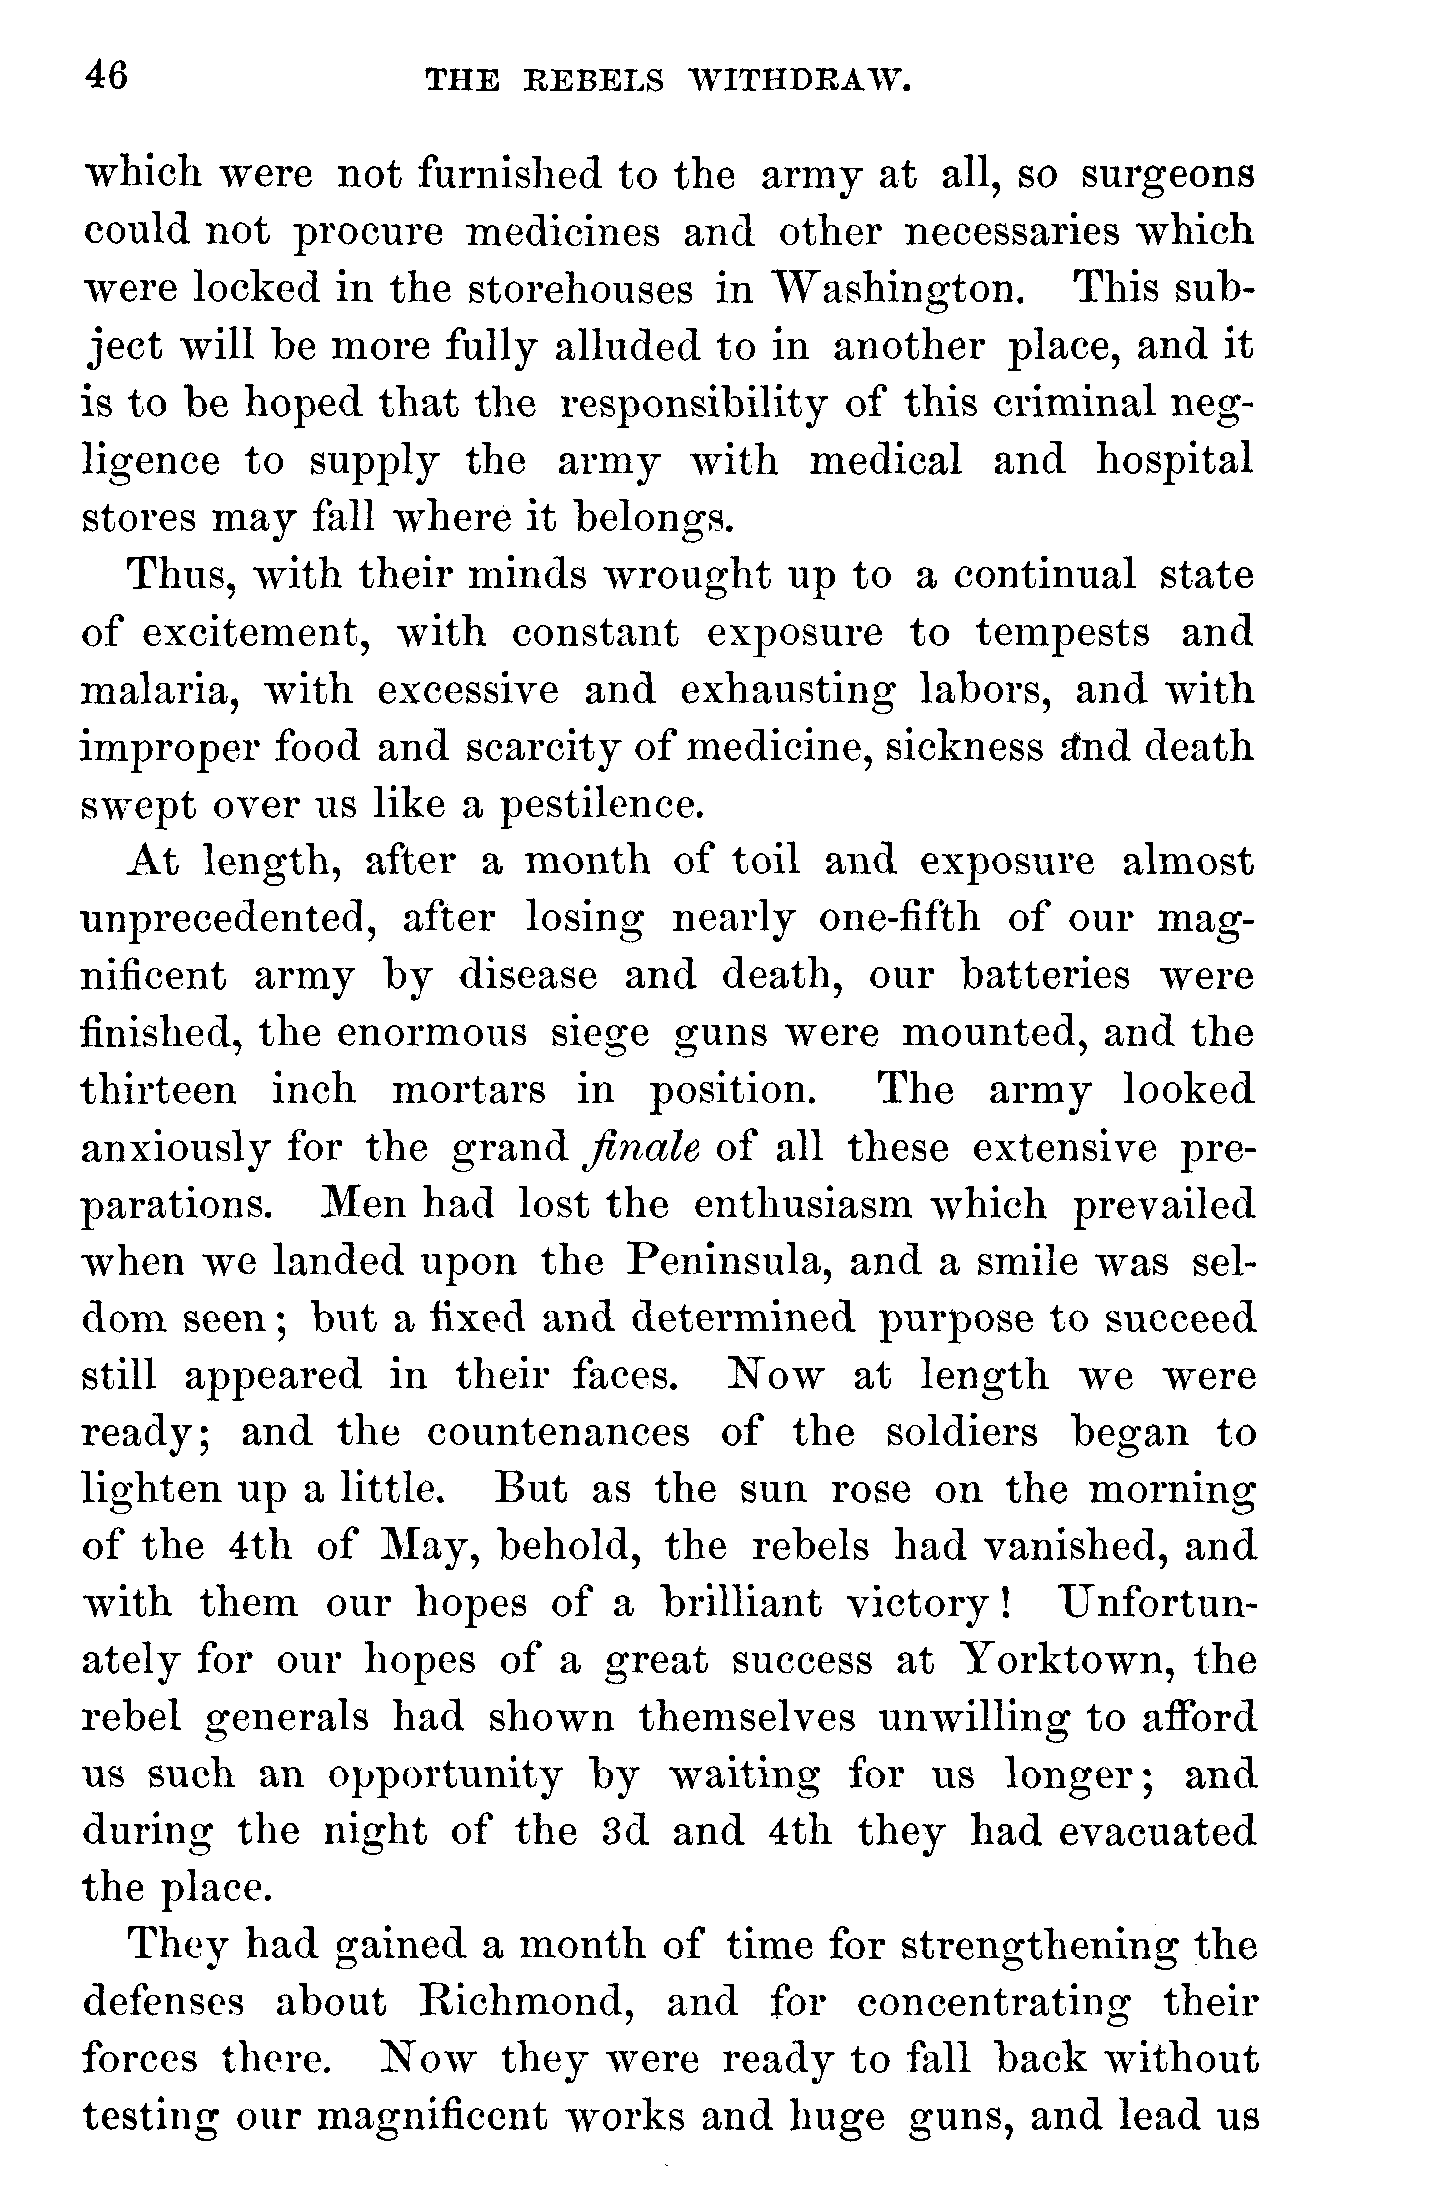 46 THE REBELS WITHDRAW.
which were not furnished to the army at all, so surgeons
could not procure medicines and other necessaries which
were locked in the storehouses in Washington. This sub-
ject will be more fully alluded to in another place, and it
is to be hoped that the responsibility of this criminal neg-
ligence to supply the army with medical and hospital
stores may fall where it belongs.
Thus, with their minds wrought up to a continual state
of excitement, with constant exposure to tempests and
malaria, with excessive and exhausting labors, and with
improper food and scarcity of medicine, sickness and death
swept over us like a pestilence.
At length, after a month of toil and exposure almost
unprecedented, after losing nearly one-fifth of our mag-
nificent army by disease and death, our batteries were
finished, the enormous siege guns were mounted, and the
thirteen inch mortars in position. The army looked
anxiously for the grand finale of all these extensive pre-
parations. Men had lost the enthusiasm which prevailed
when we landed upon the Peninsula, and a smile was sel-
dom seen; but a fixed and determined purpose to succeed
still appeared in their faces. Now at length we were
ready; and the countenances of the soldiers began to
lighten up a little. But as the sun rose on the morning
of the 4th of May, behold, the rebels had vanished, and
with them our hopes of a brilliant victory! Unfortun-
ately for our hopes of a great success at Yorktown, the
rebel generals had shown themselves unwilling to afford
us such an opportunity by waiting for us longer; and
during the night of the 3d and 4th they had evacuated
the place.
They had gained a month of time for strengthening the
defenses about Richmond, and for concentrating their
forces there. Now they were ready to fall back without
testing our magnificent works and huge guns, and lead us